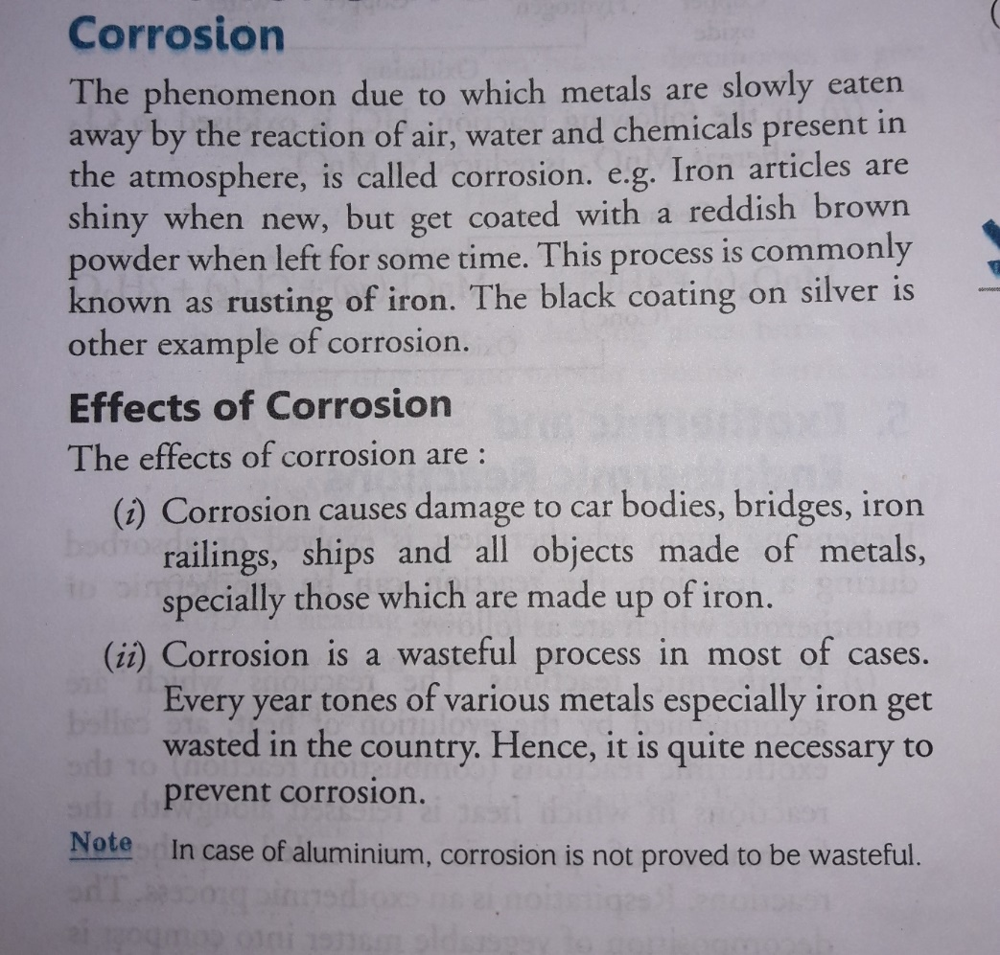 Corrosion
The phenomenon due to which metals are slowly eaten
away by the reaction of air, water and chemicals present in
the atmosphere, is called corrosion. e.g. Iron articles are
shiny when new, but get coated with a reddish brown
powder when left for some time. This process is commonly
known as rusting of iron. The black coating on silver is
other example of corrosion.
Effects of Corrosion
The effects of corrosion are :
(i) Corrosion causes damage to car bodies, bridges, iron
railings, ships and all objects made of metals,
specially those which are made up of iron.
(ii) Corrosion is a wasteful process in most of cases.
Every year tones of various metals especially iron get
wasted in the country. Hence, it is quite necessary to
prevent corrosion.
Note In case of aluminium, corrosion is not proved to be wasteful.